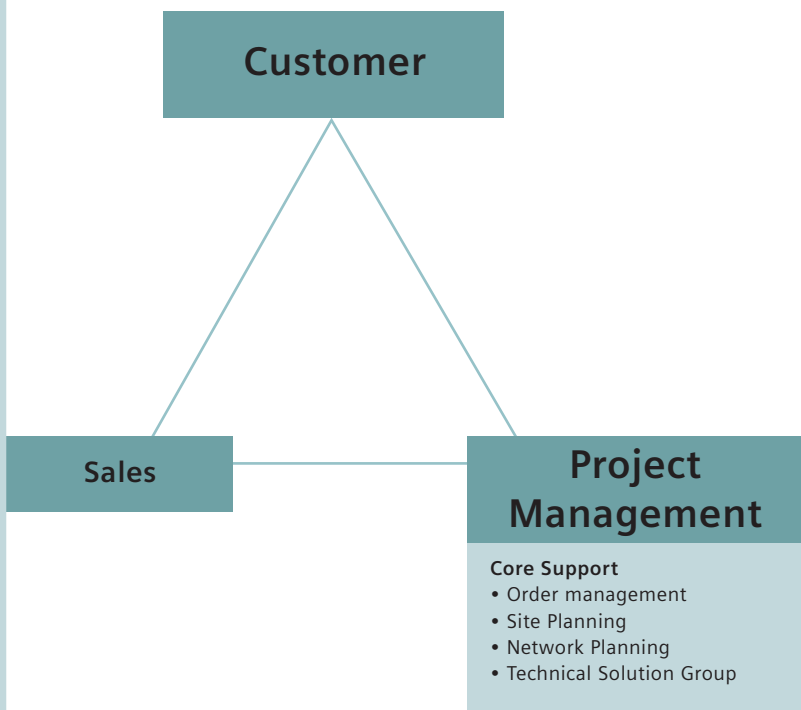 Customer
Sales
Project
Management
Core Support
• Order management
• Site Planning
• Network Planning
• Technical Solution Group